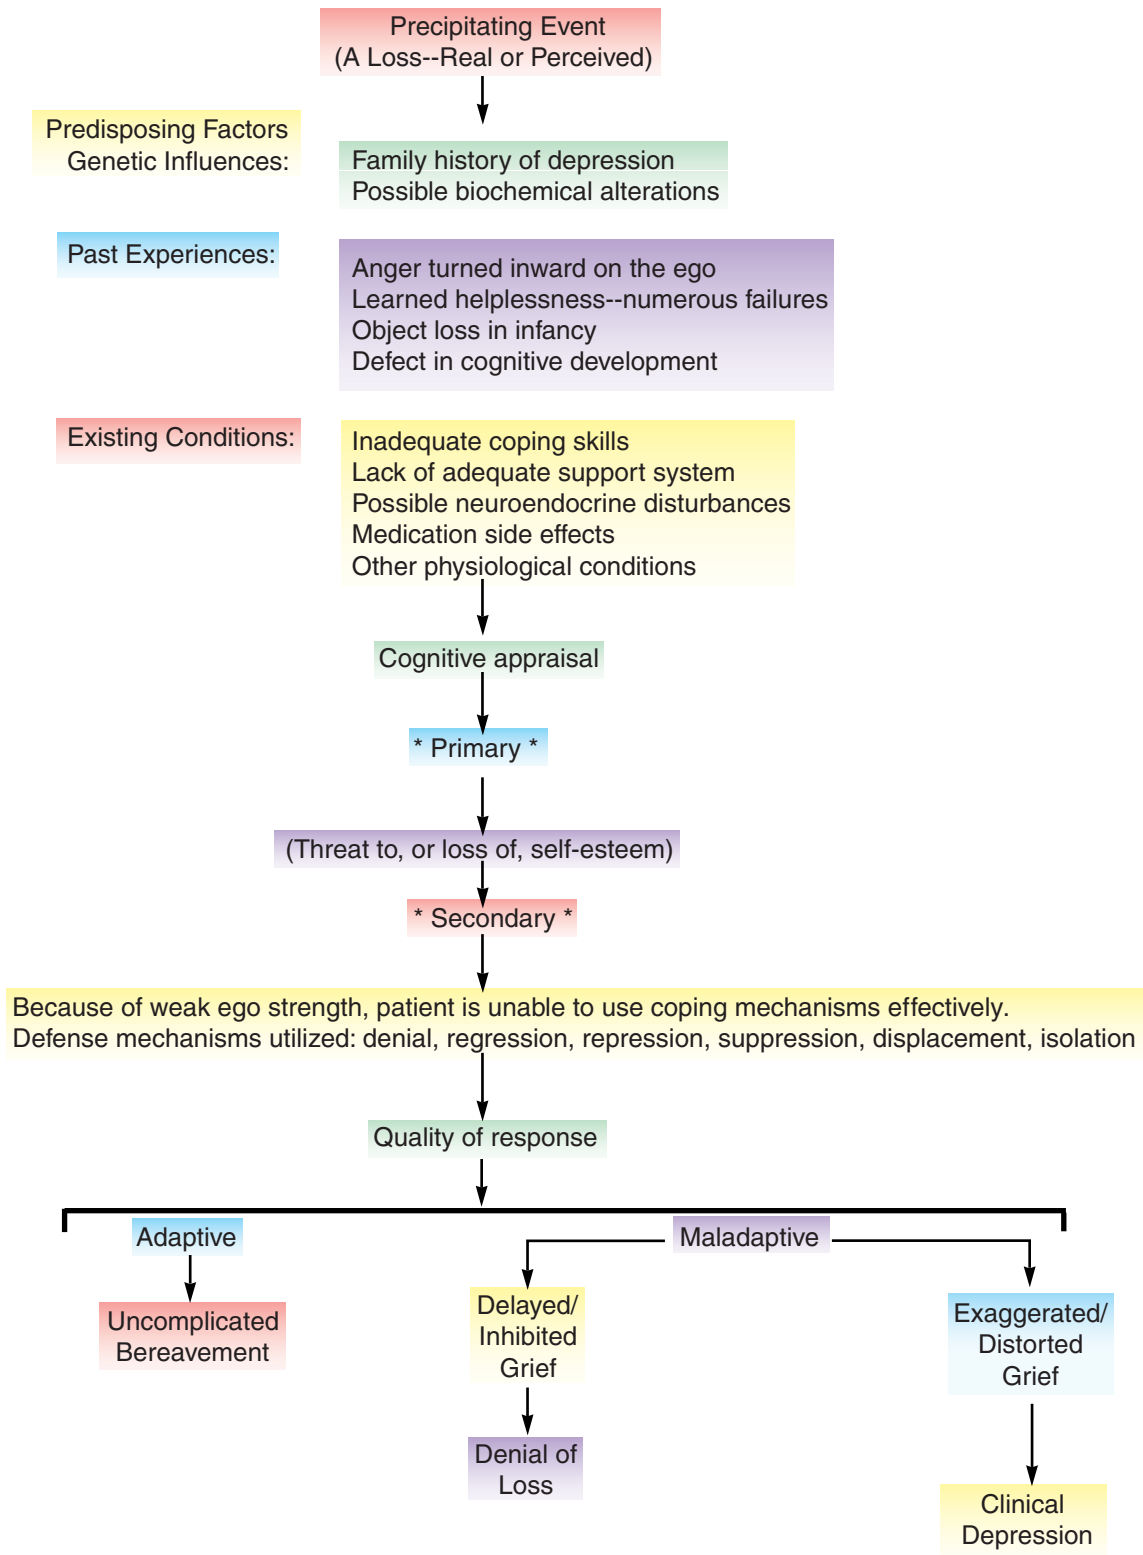 Precipitating Event
(A Loss--Real or Perceived)
Predisposing Factors
Genetic Influences:
Family history of depression
Possible biochemical alterations
Past Experiences:
Anger turned inward on the ego
Learned helplessness--numerous failures
Object loss in infancy
Defect in cognitive development
Existing Conditions:
Inadequate coping skills
Lack of adequate support system
Possible neuroendocrine disturbances
Medication side effects
Other physiological conditions
Cognitive appraisal
* Primary *
(Threat to, or loss of, self-esteem)
* Secondary *
Because of weak ego strength, patient is unable to use coping mechanisms effectively.
Defense mechanisms utilized: denial, regression, repression, suppression, displacement, isolation
Quality of response
Adaptive
Maladaptive
Uncomplicated
Bereavement
Delayed/
Inhibited
Grief
Exaggerated/
Distorted
Grief
Denial of
Loss
Clinical
Depression